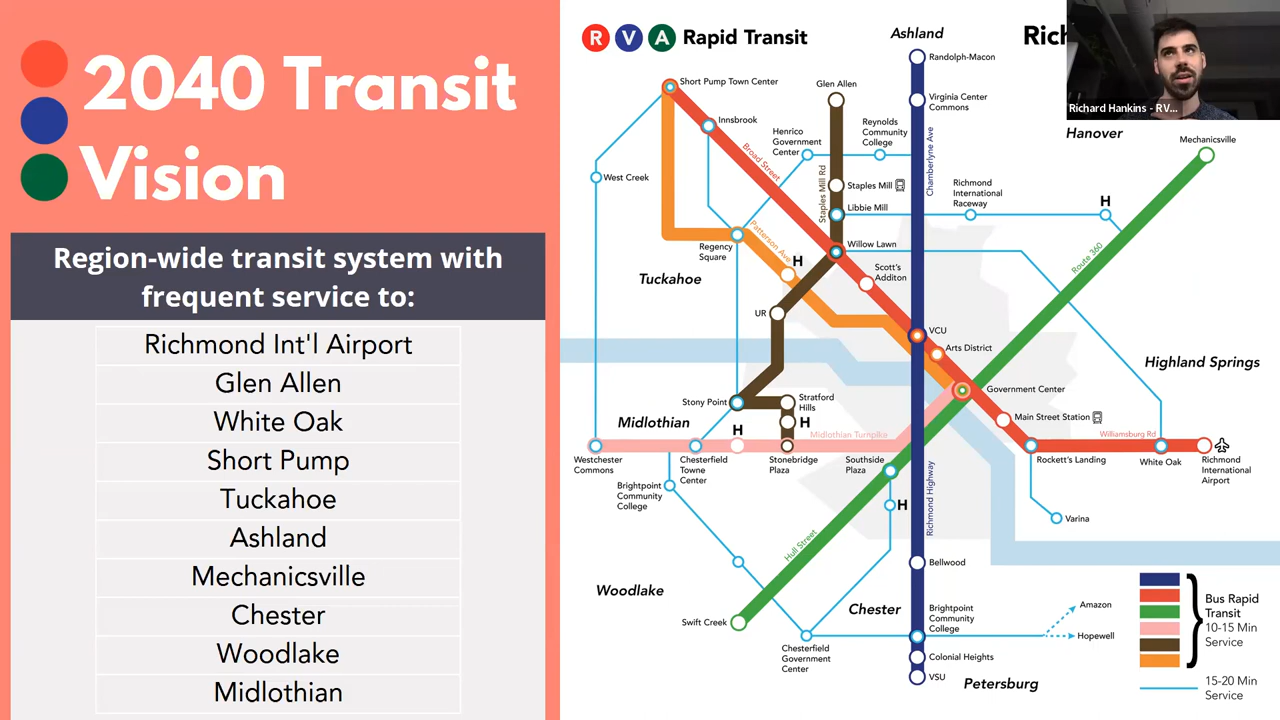 2040 Transit
Vision
Region-wide transit system with
frequent service to:
Richmond Int'l Airport
Glen Allen
White Oak
Short Pump
Tuckahoe
Ashland
Mechanicsville
Chester
Woodlake
Midlothian
R V A Rapid Transit
Rich
Richard Hankins - RV...
Ashland
Randolph-Macon
Virginia Center
Commons
Chamberlyne Ave
Short Pump Town Center
Innsbrook
Broad Street
West Creek
Glen Allen
Henrico
Government
Center
Reynolds
Community
College
Staples Mill Rd
Staples Mill
Libbie Mill
Willow Lawn
Richmond
International
Raceway
H
Hanover
Mechanicsville
Route 360
Regency
Square
Patterson Ave
H
Tuckahoe
Scott's
Additon
UR
VCU
Arts District
Government Center
Highland Springs
Main Street Station
Williamsburg Rd
Rockett's Landing
White Oak
Richmond
International
Airport
Varina
Stony Point
Stratford
Hills
H
Midlothian
H
Midlothian Turnpike
Westchester
Commons
Chesterfield
Towne
Center
Stonebridge
Plaza
Southside
Plaza
Brightpoint
Community
College
H
Richmond Highway
Hull Street
Woodlake
Swift Creek
Chesterfield
Government
Center
Chester
Bellwood
Brightpoint
Community
College
Colonial Heights
VSU
Petersburg
Amazon
Hopewell
Bus Rapid
Transit
10-15 Min
Service
15-20 Min
Service